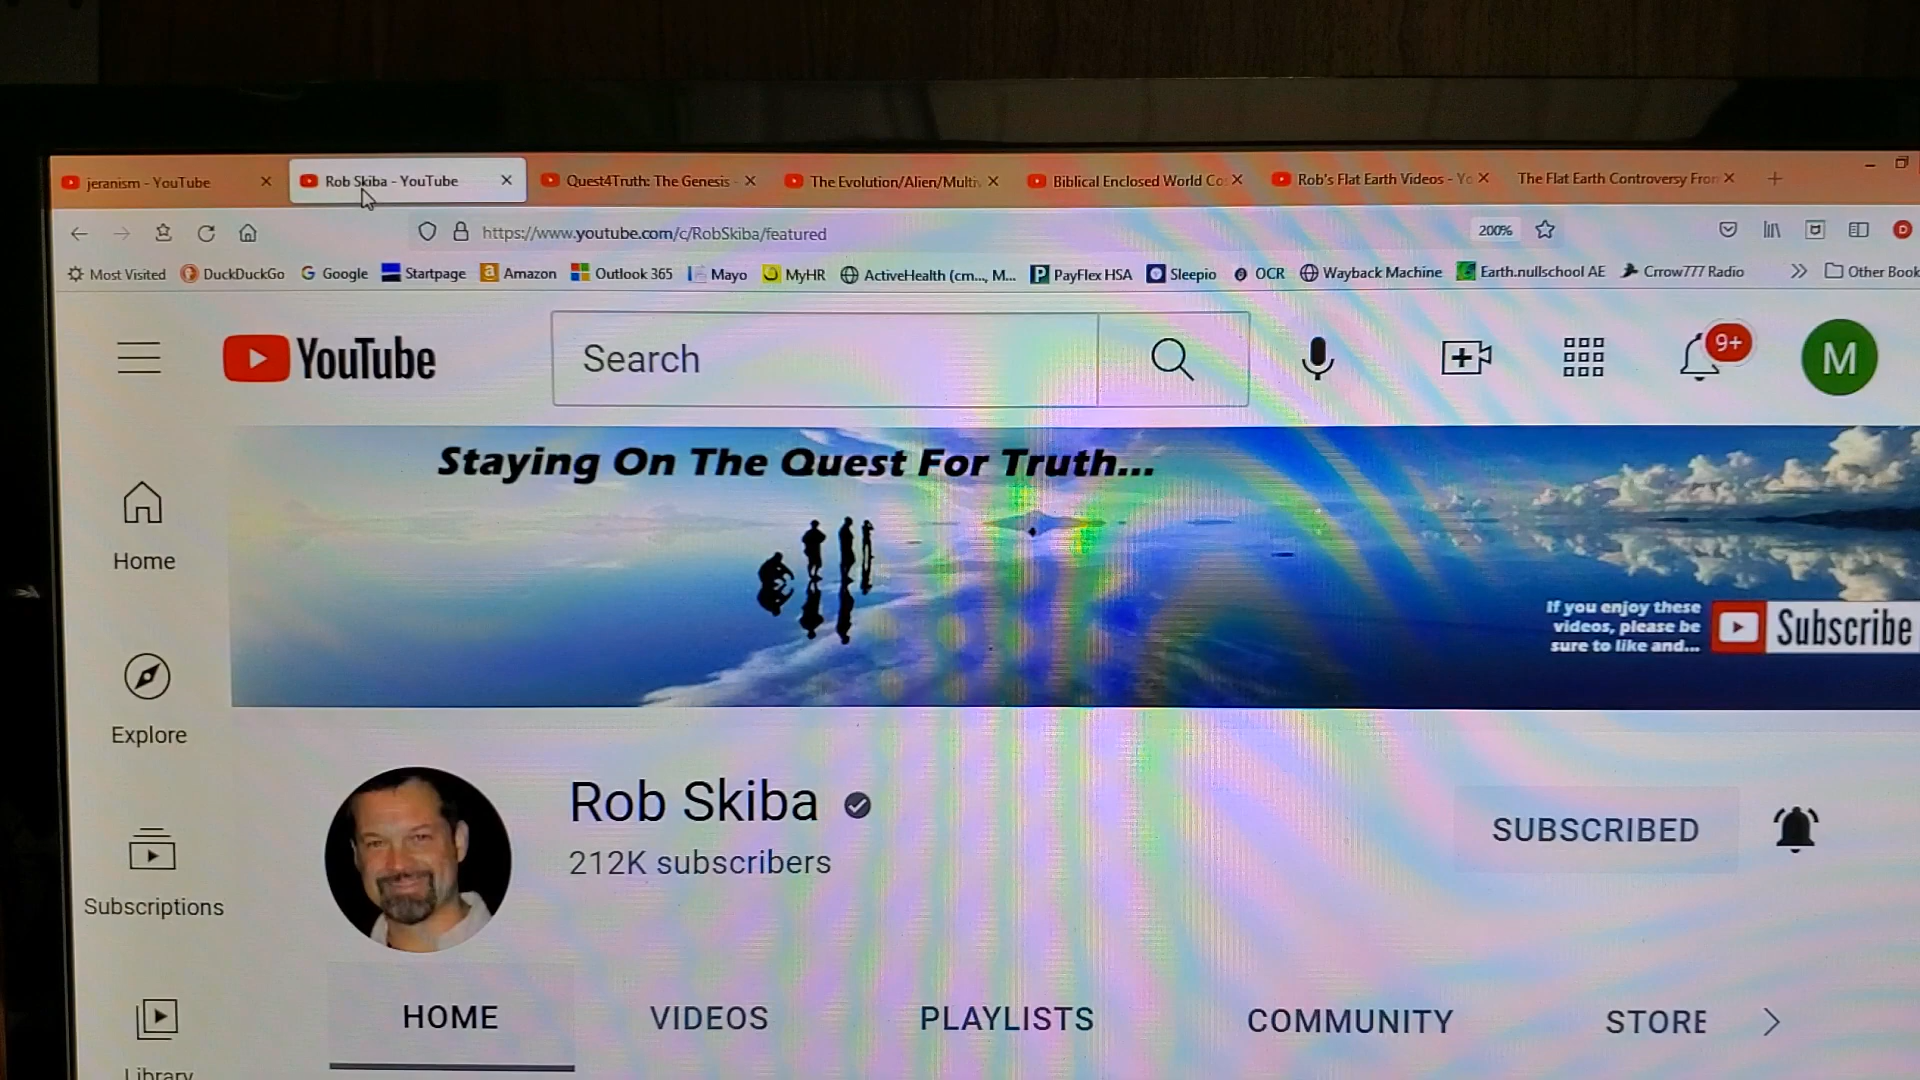 jeranism - YouTube
Rob Skiba - YouTube
Quest4Truth: The Genesis
The Evolution/Alien/Multiv
Biblical Enclosed World Co
Rob's Flat Earth Videos - Yo
The Flat Earth Controversy From
https://www.youtube.com/c/RobSkiba/featured
200%
D
Most Visited
DuckDuckGo
Google
Startpage
Amazon
Outlook 365
Mayo
MyHR
ActiveHealth (cm..., M...
PayFlex HSA
Sleepio
OCR
Wayback Machine
Earth.nullschool AE
Crrow777 Radio
Other Book
YouTube
Search
9+
M
Staying On The Quest For Truth...
If you enjoy these
videos, please be
sure to like and...
Subscribe
Home
Explore
Subscriptions
Library
Rob Skiba
212K subscribers
SUBSCRIBED
HOME
VIDEOS
PLAYLISTS
COMMUNITY
STORE